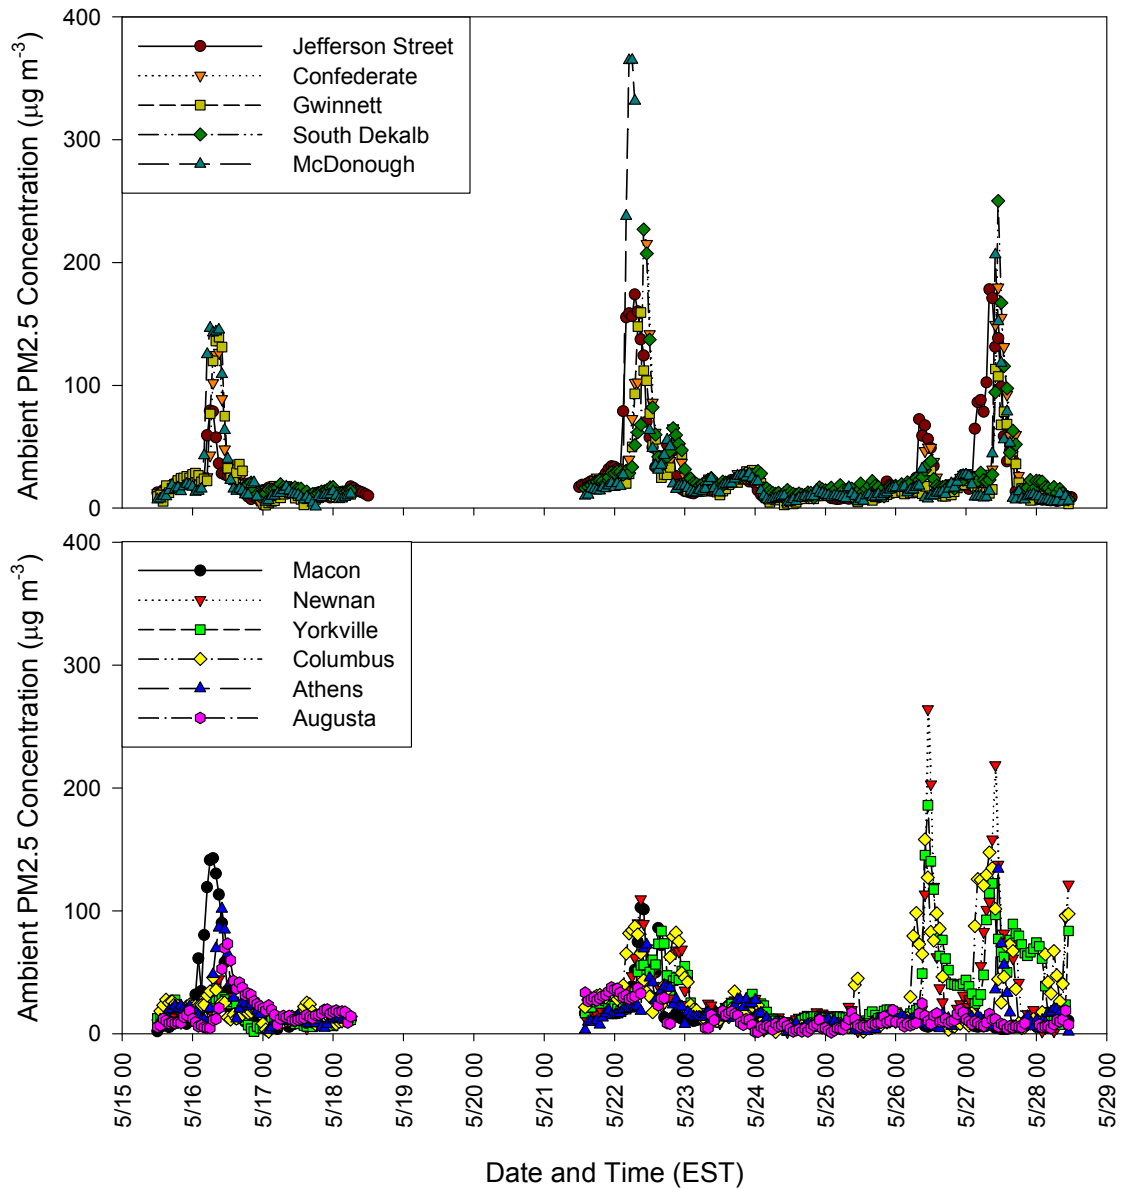 400
300
200
100
0
Ambient PM2.5 Concentration (μg m-3)
Jefferson Street
Confederate
Gwinnett
South Dekalb
McDonough
400
300
200
100
0
Ambient PM2.5 Concentration (μg m-3)
Macon
Newnan
Yorkville
Columbus
Athens
Augusta
5/15 00
5/16 00
5/17 00
5/18 00
5/19 00
5/20 00
5/21 00
5/22 00
5/23 00
5/24 00
5/25 00
5/26 00
5/27 00
5/28 00
5/29 00
Date and Time (EST)